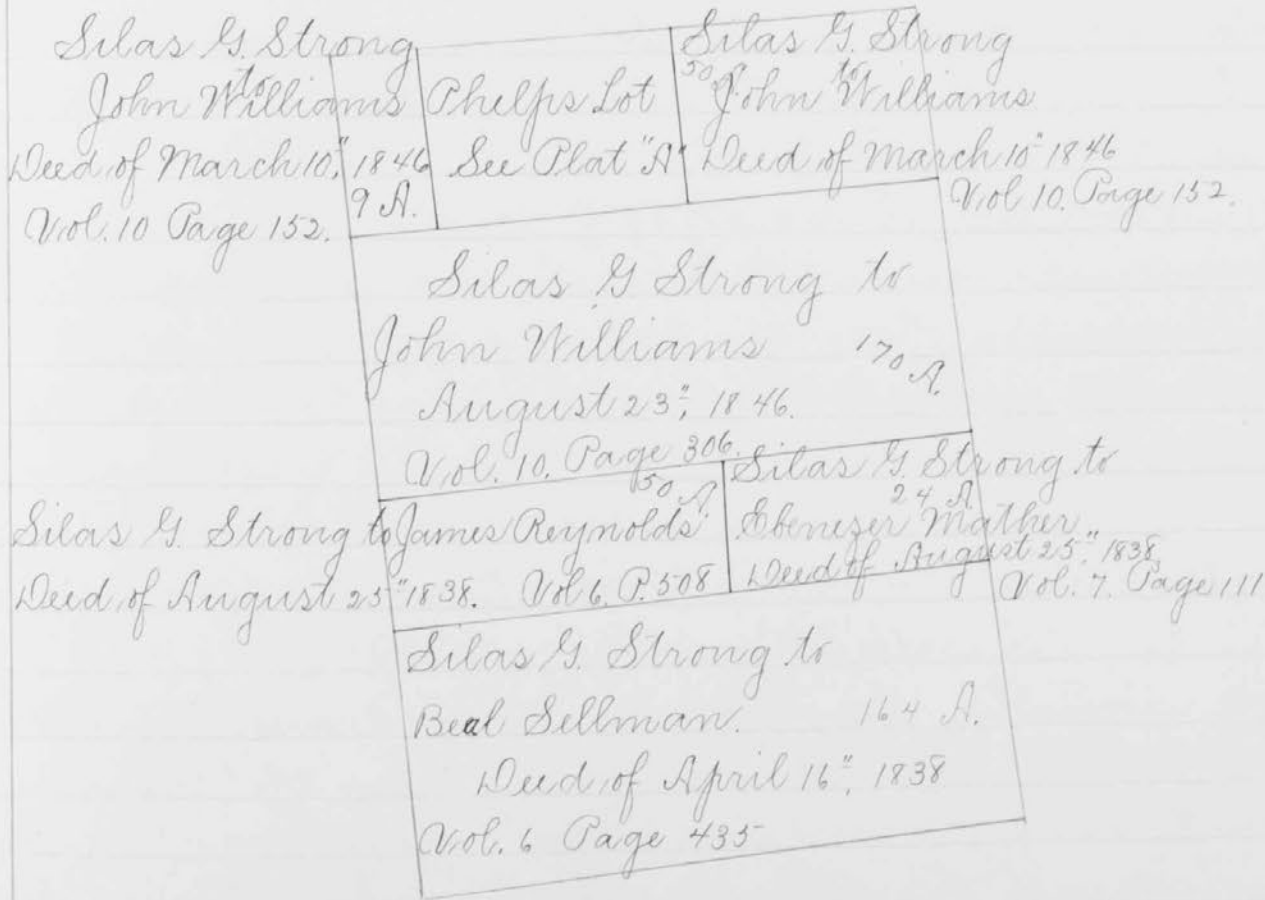 Silas G. Strong
to
John Williams
Deed of March 10", 1846
9 A.
Vol. 10 Page 152.
Phelps Lot
See Plat "A"
Silas G. Strong
50 A. to
John Williams
Deed of March 10" 1846
Vol 10. Page 152.
Silas G Strong to
John Williams
170 A.
August 23", 1846.
Vol. 10. Page 306.
50 A.
Silas G. Strong to James Reynolds
Deed of August 25" 1838. Vol 6. P. 508
Silas G. Strong to
24 A.
Ebenezer Mather
Deed of August 25" 1838,
Vol. 7. Page 111
Silas G. Strong to
Beal Sellman. 164 A.
Deed of April 16", 1838
Vol. 6 Page 435